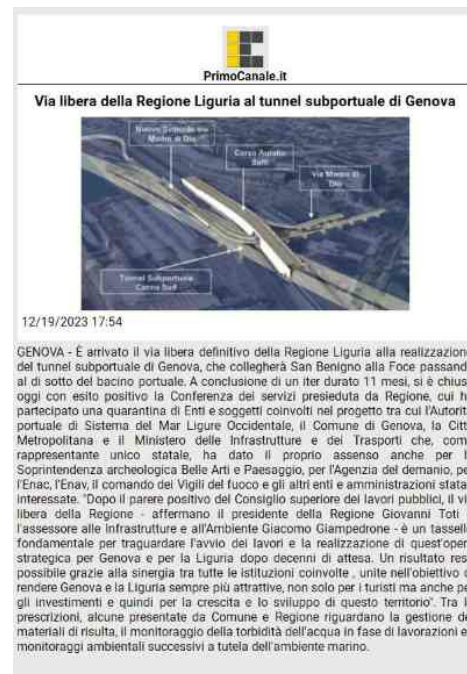 PrimoCanale.it
Via libera della Regione Liguria al tunnel subportuale di Genova
Nuovo Svincolo via
Madre di Dio
Corso Aurelio
Saffi
Via Madre di
Dio
Tunnel Subportuale
Canna Sud
12/19/2023 17:54
GENOVA - È arrivato il via libera definitivo della Regione Liguria alla realizzazion
del tunnel subportuale di Genova, che collegherà San Benigno alla Foce passand
al di sotto del bacino portuale. A conclusione di un iter durato 11 mesi, si è chius
oggi con esito positivo la Conferenza dei servizi presieduta da Regione, cui h
partecipato una quarantina di Enti e soggetti coinvolti nel progetto tra cui l'Autorit
portuale di Sistema del Mar Ligure Occidentale, il Comune di Genova, la Citt
Metropolitana e il Ministero delle Infrastrutture e dei Trasporti che, com
rappresentante unico statale, ha dato il proprio assenso anche per l
Soprintendenza archeologica Belle Arti e Paesaggio, per l'Agenzia del demanio, pe
l'Enac, l'Enav, il comando dei Vigili del fuoco e gli altri enti e amministrazioni stata
interessate. "Dopo il parere positivo del Consiglio superiore dei lavori pubblici, il vi
libera della Regione - affermano il presidente della Regione Giovanni Toti
l'assessore alle Infrastrutture e all'Ambiente Giacomo Giampedrone - è un tassell
fondamentale per traguardare l'avvio dei lavori e la realizzazione di quest'oper
strategica per Genova e per la Liguria dopo decenni di attesa. Un risultato res
possibile grazie alla sinergia tra tutte le istituzioni coinvolte , unite nell'obiettivo d
rendere Genova e la Liguria sempre più attrattive, non solo per i turisti ma anche pe
gli investimenti e quindi per la crescita e lo sviluppo di questo territorio". Tra l
prescrizioni, alcune presentate da Comune e Regione riguardano la gestione de
materiali di risulta, il monitoraggio della torbidità dell'acqua in fase di lavorazioni e
monitoraggi ambientali successivi a tutela dell'ambiente marino.